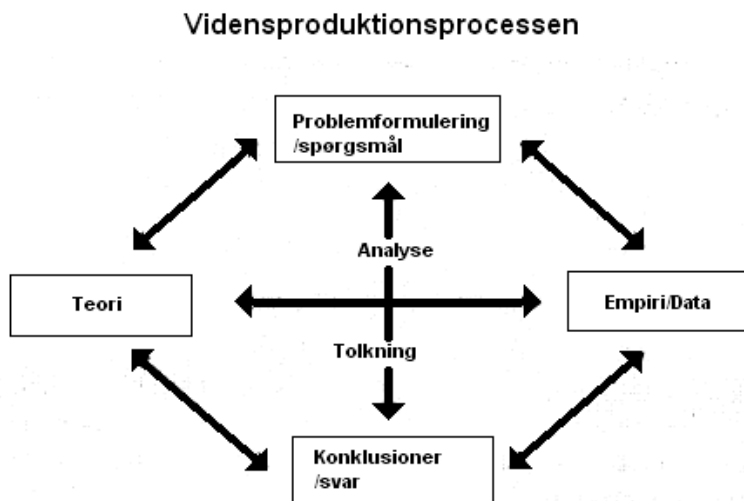 Vidensproduktionsprocessen
Problemformulering
/spørgsmål
Analyse
Teori
Empiri/Data
Tolkning
Konklusioner
/svar